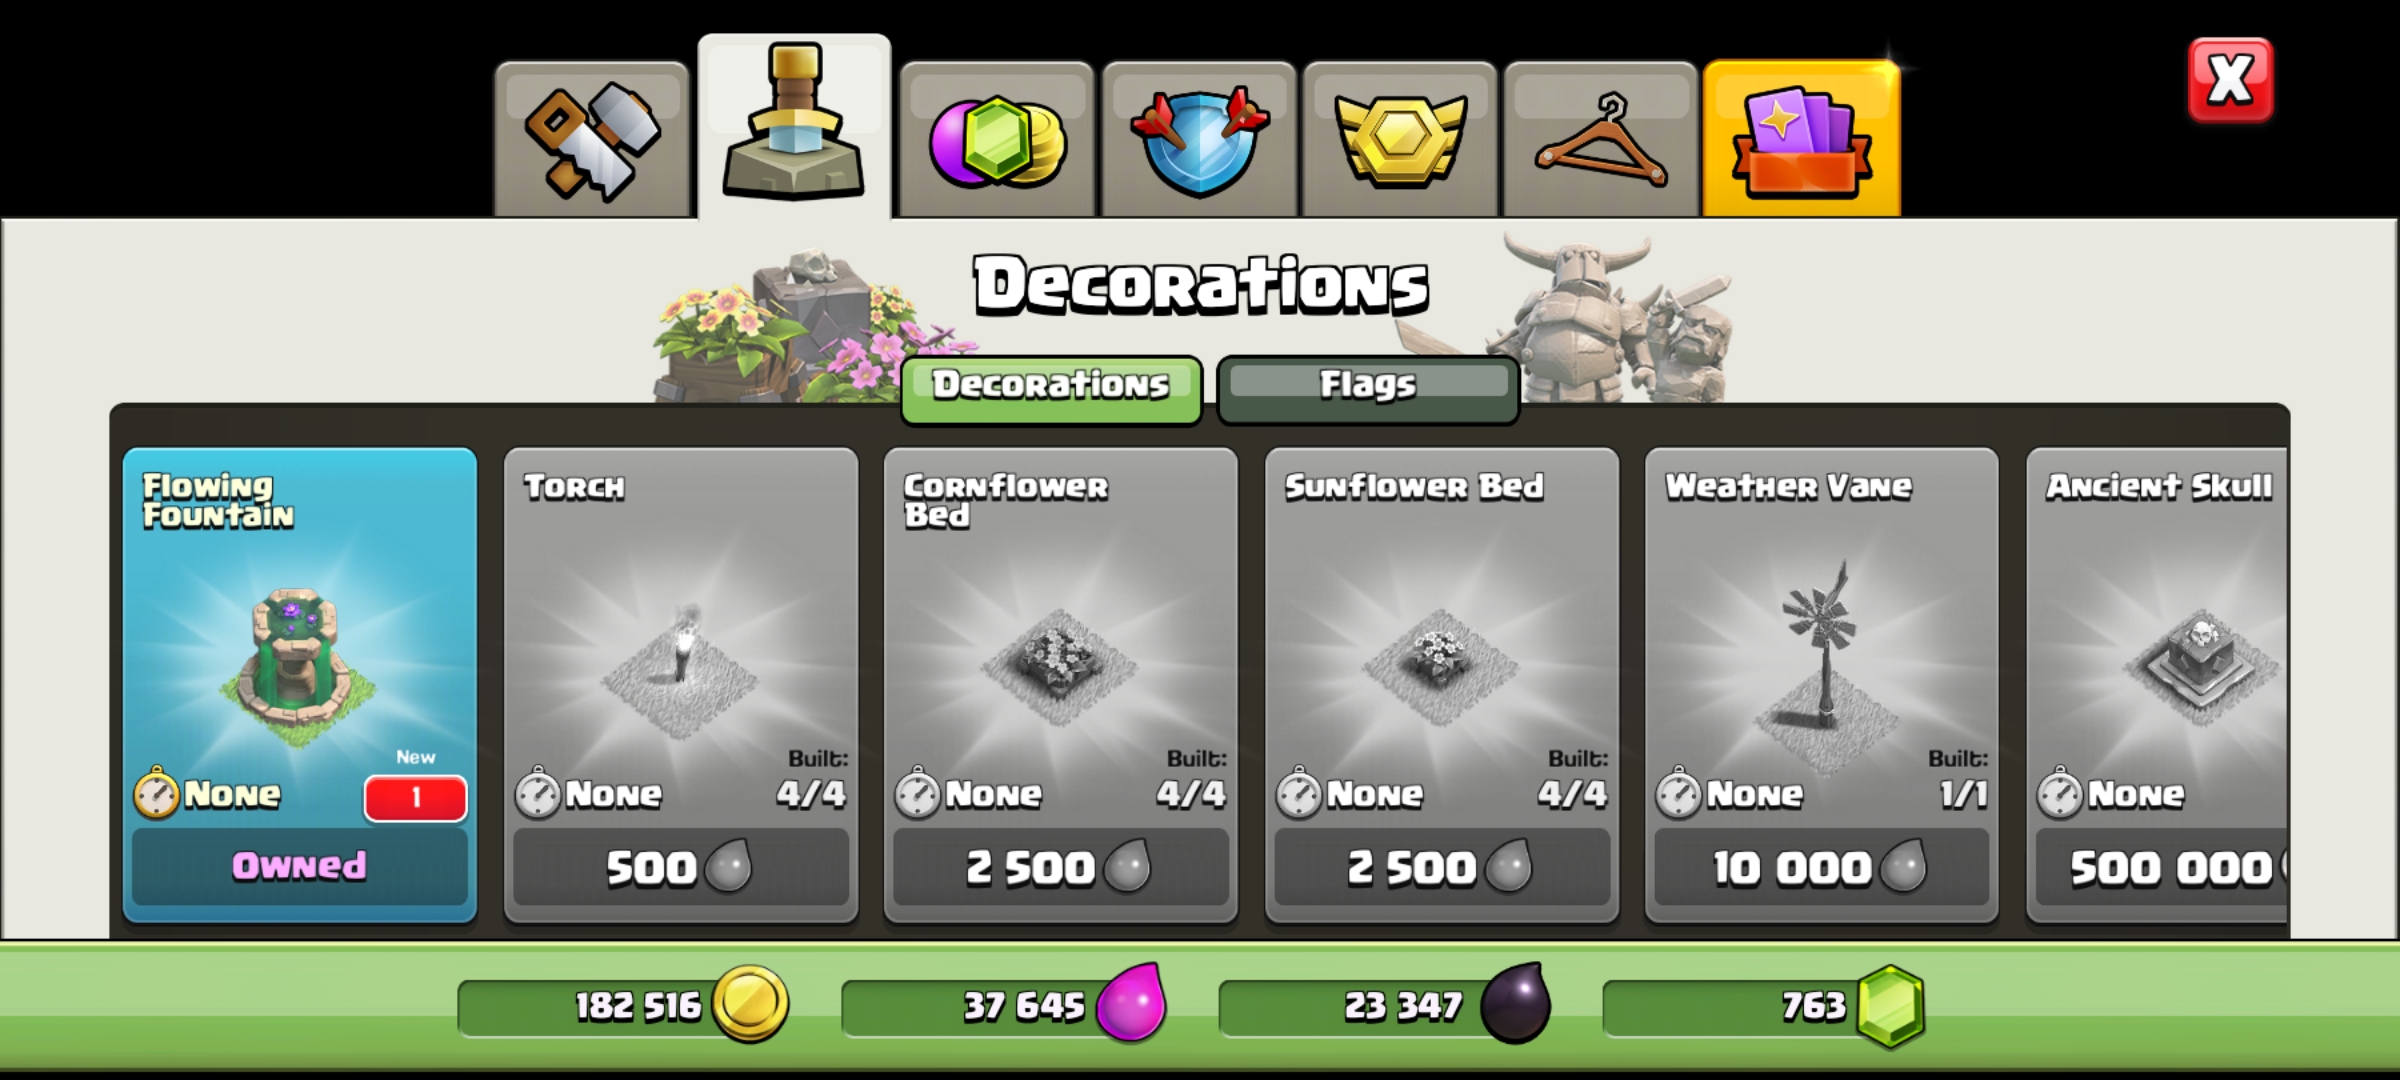 X
Decorations
Decorations
Flags
Flowing
Fountain
New
None
1
Owned
Torch
Built:
None
4/4
500
Cornflower
Bed
Built:
None
4/4
2 500
Sunflower Bed
Built:
None
4/4
2 500
Weather Vane
Built:
None
1/1
10 000
Ancient Skull
None
500 000
182 516
37 645
23 347
763